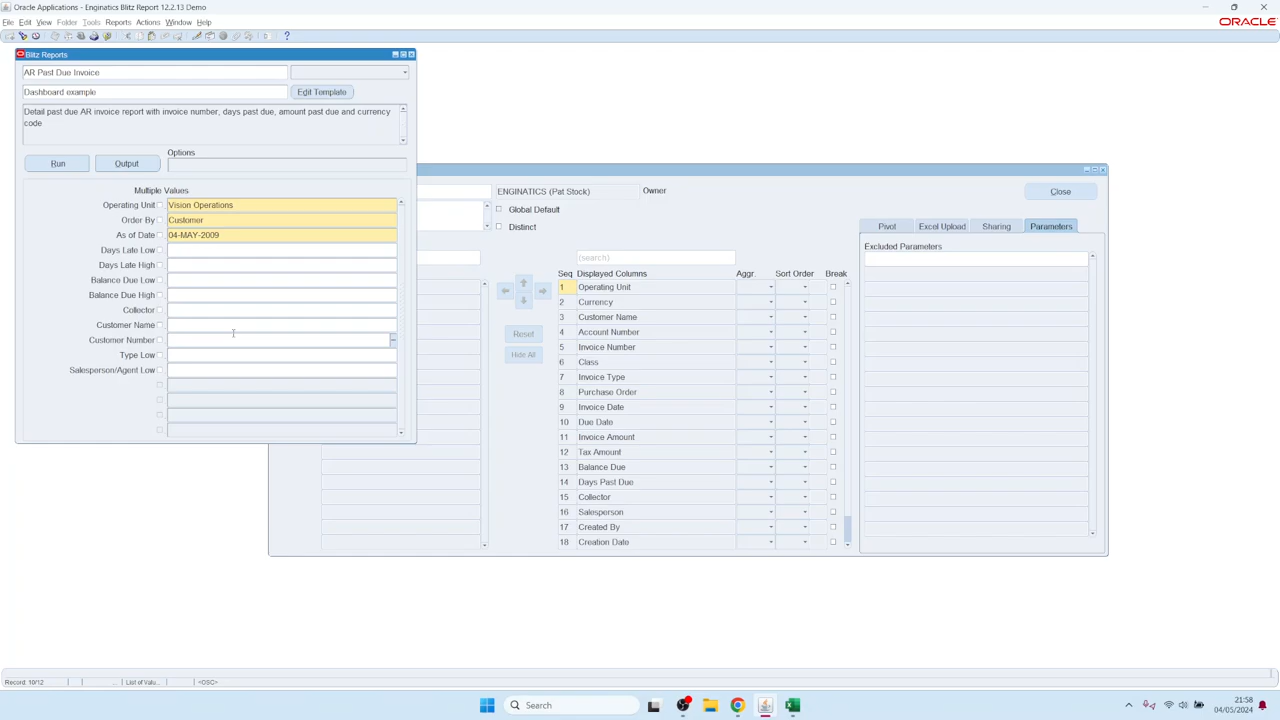 Oracle Applications - Enginatics Blitz Report 12.2.13 Demo
File Edit View Folder Tools Reports Actions Window Help
ORACLE
Blitz Reports
AR Past Due Invoice
Dashboard example
Edit Template
Detail past due AR invoice report with invoice number, days past due, amount past due and currency
code
Options
Run
Output
Multiple Values
Operating Unit Vision Operations
Order By Customer
As of Date 04-MAY-2009
Days Late Low
Days Late High
Balance Due Low
Balance Due High
Collector
Customer Name
Customer Number
Type Low
Salesperson/Agent Low
ENGINATICS (Pat Stock) Owner
Close
Global Default
Distinct
Pivot Excel Upload Sharing Parameters
Excluded Parameters
(search)
Seq Displayed Columns Aggr. Sort Order Break
1 Operating Unit
2 Currency
3 Customer Name
4 Account Number
5 Invoice Number
6 Class
7 Invoice Type
8 Purchase Order
9 Invoice Date
10 Due Date
11 Invoice Amount
12 Tax Amount
13 Balance Due
14 Days Past Due
15 Collector
16 Salesperson
17 Created By
18 Creation Date
Reset
Hide All
Record: 10/12 ... List of Valu... <OSC>
Search
21:58
04/05/2024